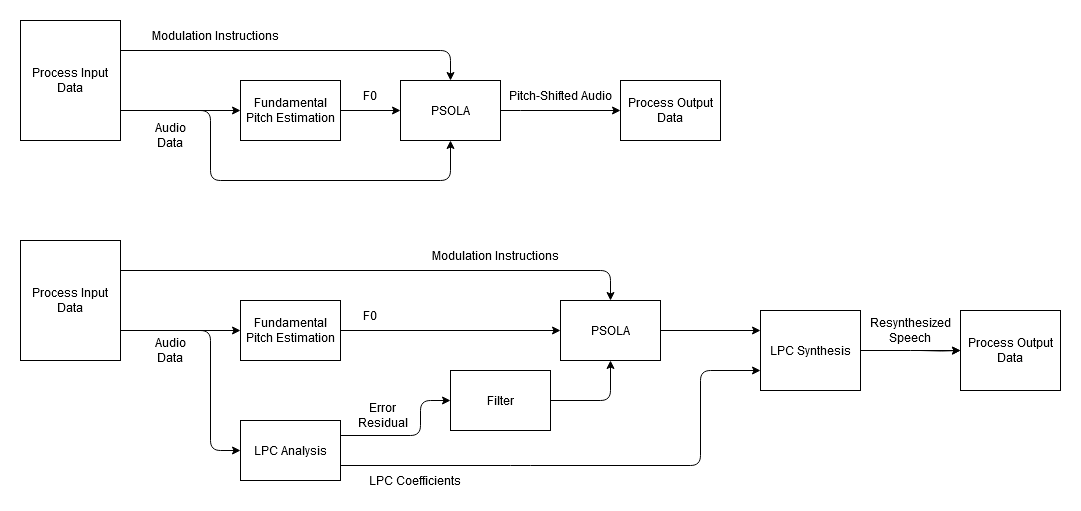 Modulation Instructions
Process Input
Data
Fundamental
Pitch Estimation
F0
PSOLA
Pitch-Shifted Audio
Process Output
Data
Audio
Data
Modulation Instructions
Process Input
Data
Fundamental
Pitch Estimation
F0
PSOLA
Audio
Data
LPC Synthesis
Resynthesized
Speech
Process Output
Data
Filter
Error
Residual
LPC Analysis
LPC Coefficients